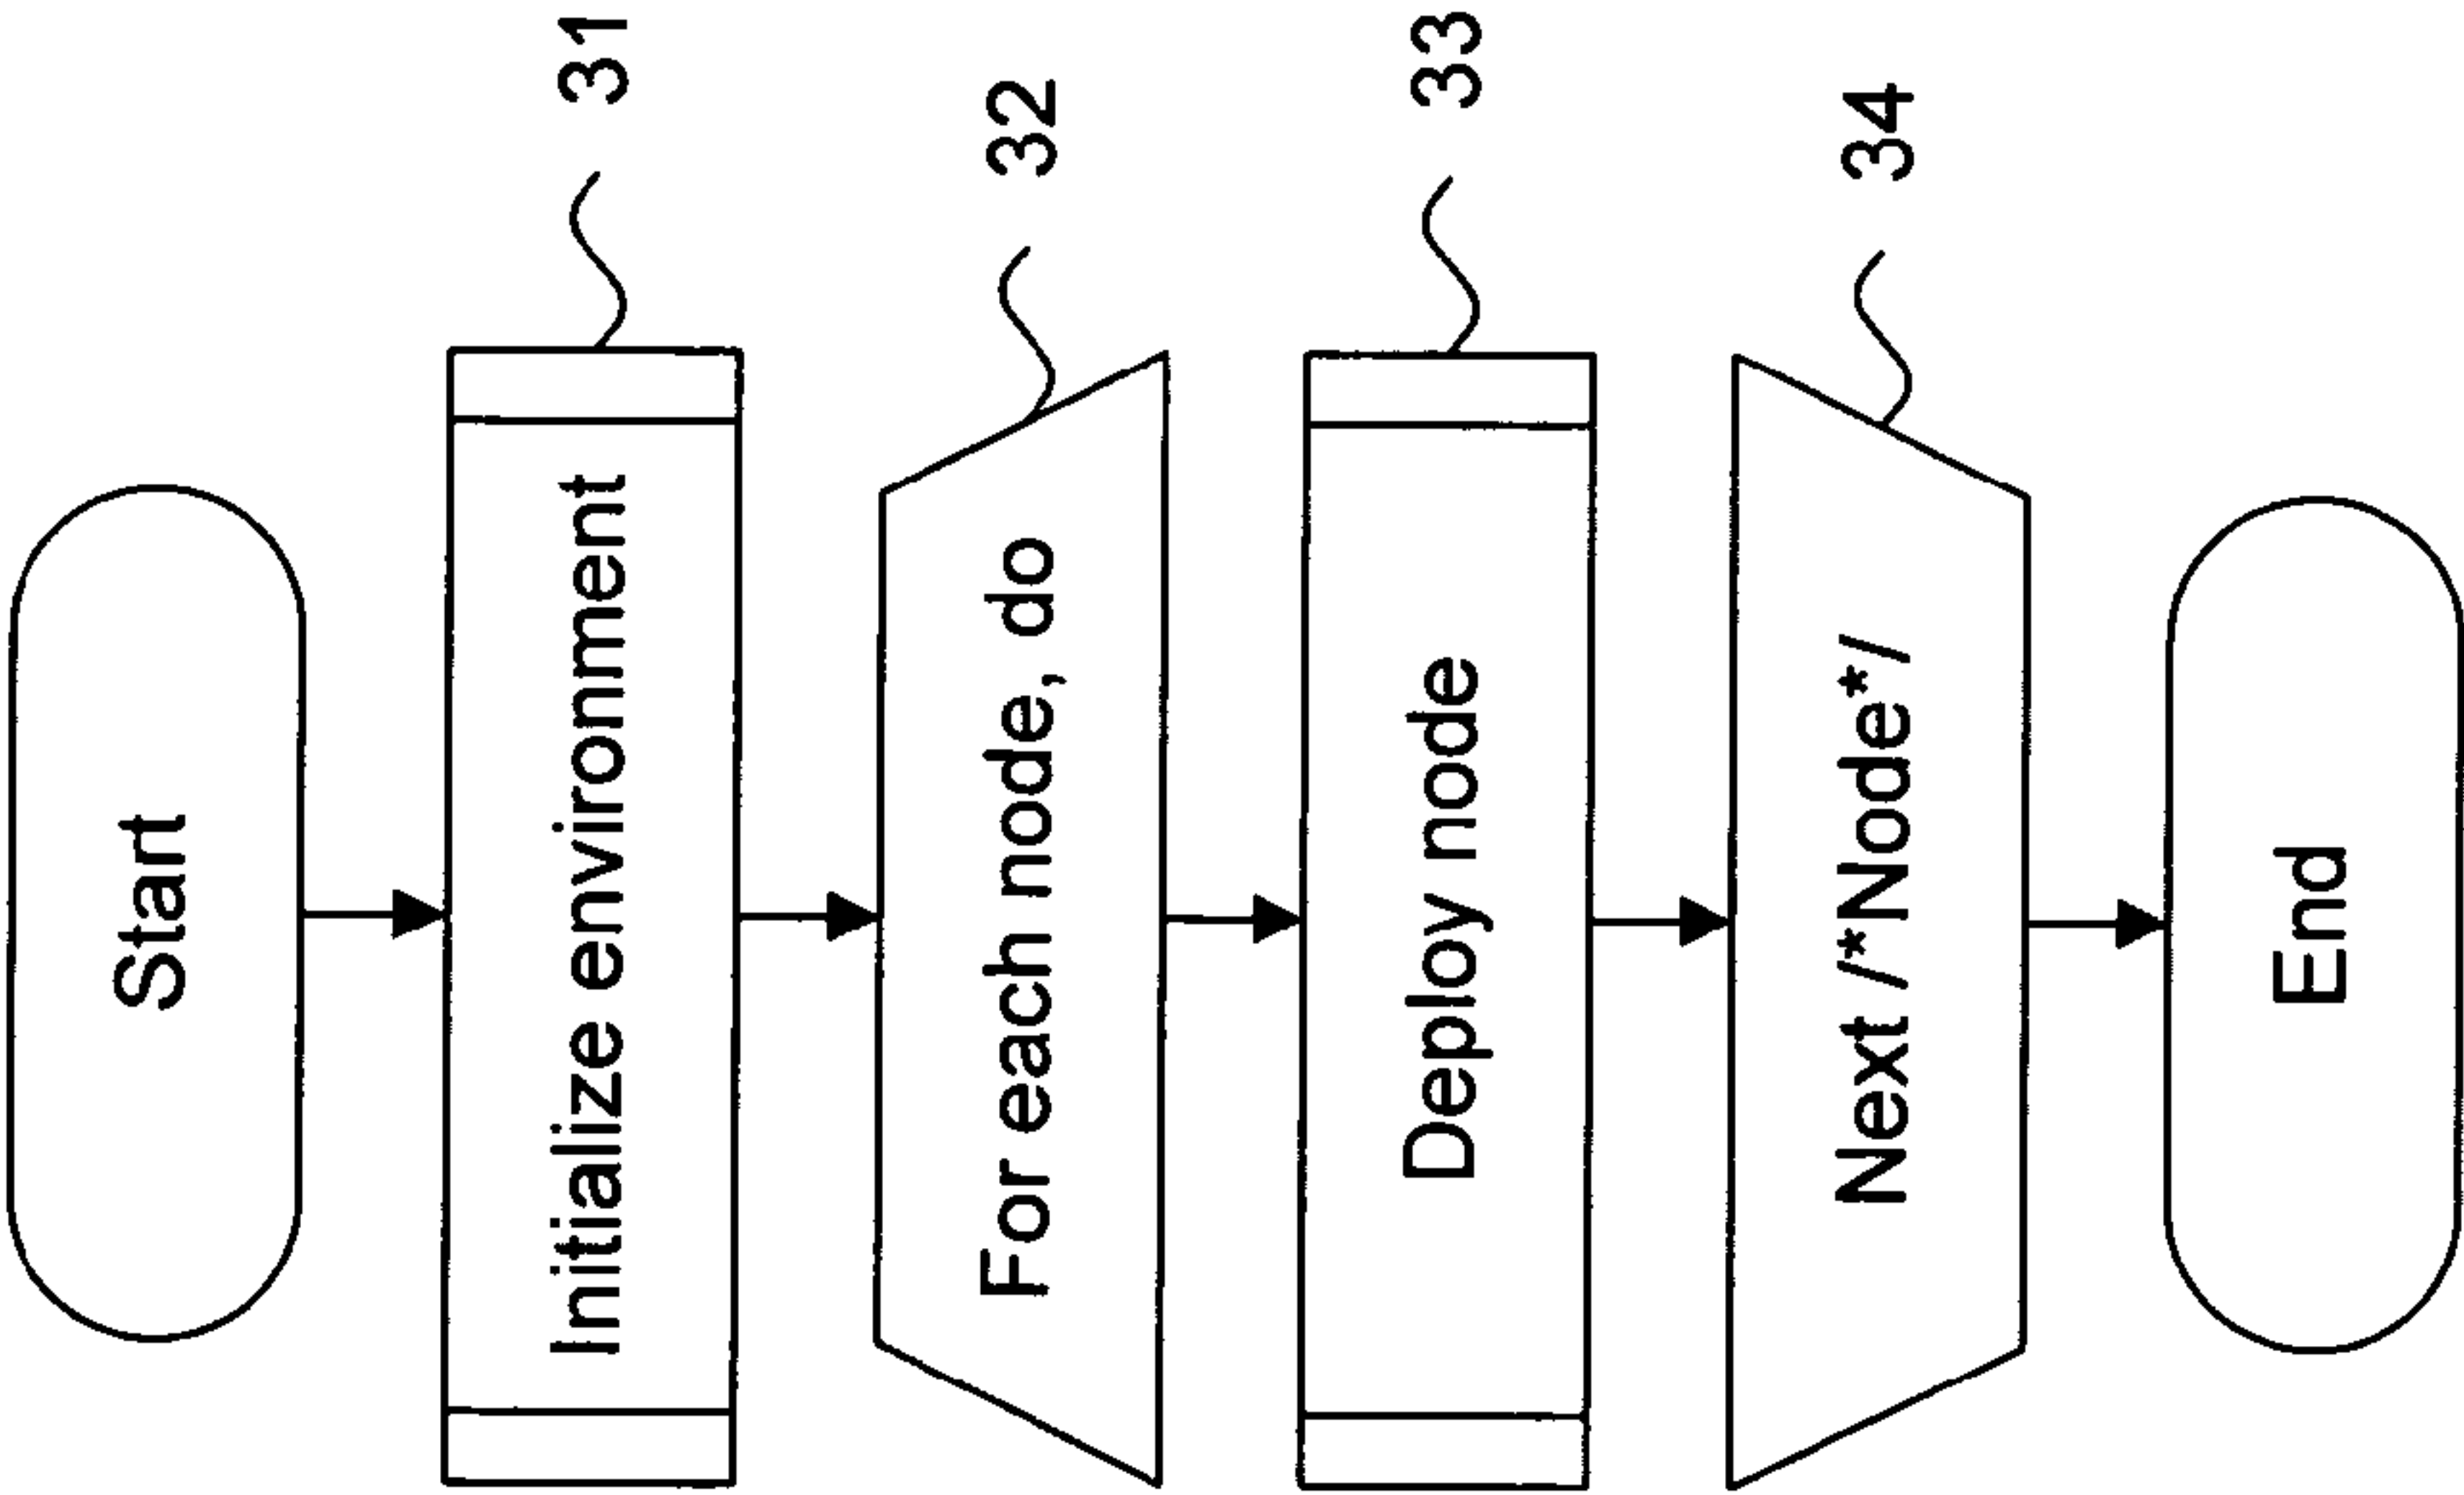 Start
Initialize environment
31
For each node, do
32
Deploy node
33
Next /*Node*/
34
End